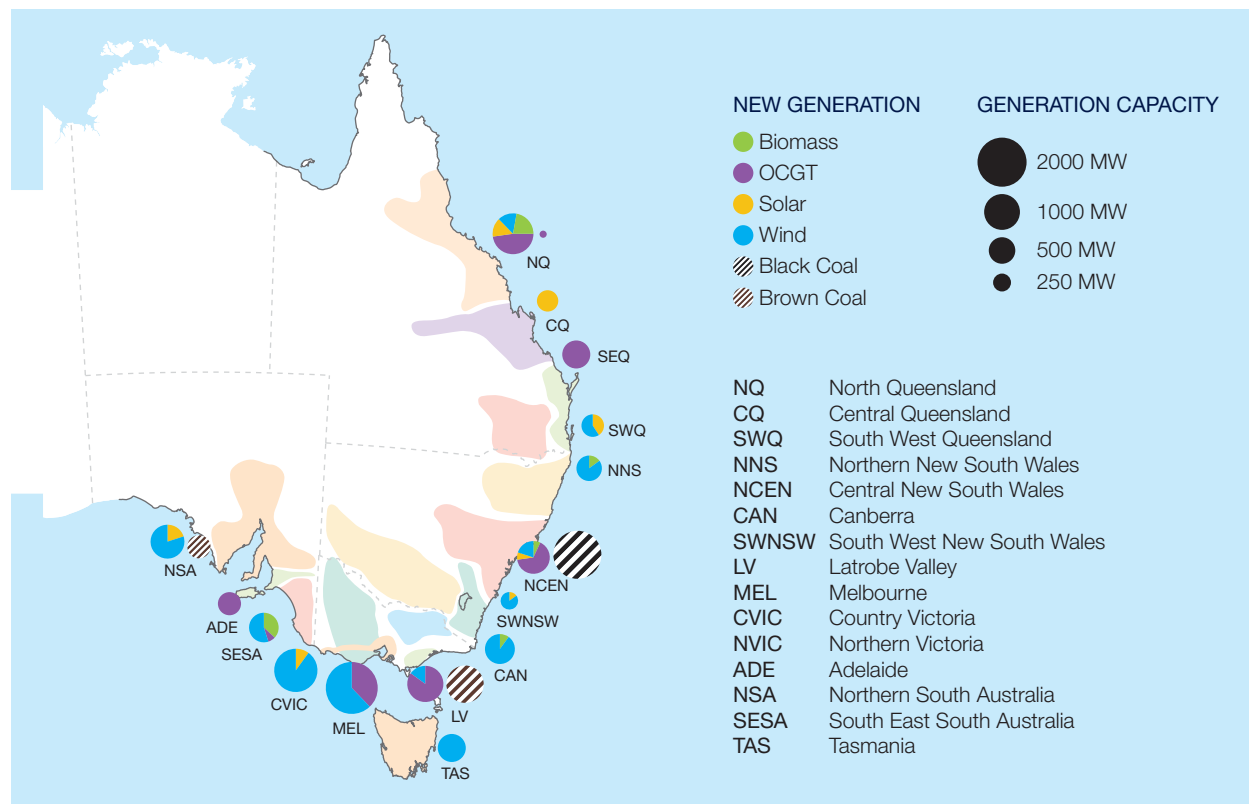 NEW GENERATION
Biomass
OCGT
Solar
Wind
Black Coal
Brown Coal
GENERATION CAPACITY
2000 MW
1000 MW
500 MW
250 MW
NQ
CQ
SEQ
SWQ
NNS
NCEN
SWNSW
CAN
LV
MEL
CVIC
SESA
ADE
NSA
TAS
NQ North Queensland
CQ Central Queensland
SWQ South West Queensland
NNS Northern New South Wales
NCEN Central New South Wales
CAN Canberra
SWNSW South West New South Wales
LV Latrobe Valley
MEL Melbourne
CVIC Country Victoria
NVIC Northern Victoria
ADE Adelaide
NSA Northern South Australia
SESA South East South Australia
TAS Tasmania